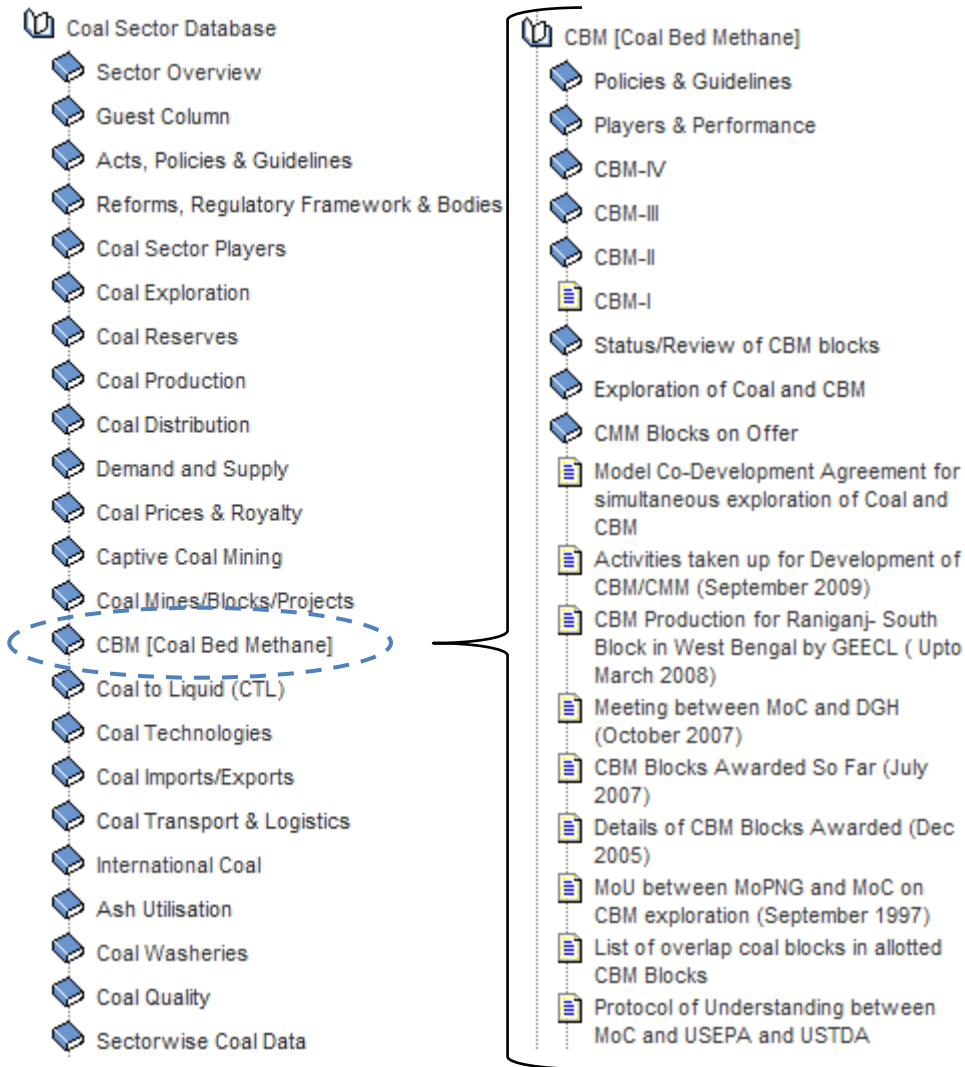 Coal Sector Database
Sector Overview
Guest Column
Acts, Policies & Guidelines
Reforms, Regulatory Framework & Bodies
Coal Sector Players
Coal Exploration
Coal Reserves
Coal Production
Coal Distribution
Demand and Supply
Coal Prices & Royalty
Captive Coal Mining
Coal Mines/Blocks/Projects
CBM [Coal Bed Methane]
Coal to Liquid (CTL)
Coal Technologies
Coal Imports/Exports
Coal Transport & Logistics
International Coal
Ash Utilisation
Coal Washeries
Coal Quality
Sectorwise Coal Data
CBM [Coal Bed Methane]
Policies & Guidelines
Players & Performance
CBM-IV
CBM-III
CBM-II
CBM-I
Status/Review of CBM blocks
Exploration of Coal and CBM
CMM Blocks on Offer
Model Co-Development Agreement for
simultaneous exploration of Coal and
CBM
Activities taken up for Development of
CBM/CMM (September 2009)
CBM Production for Raniganj- South
Block in West Bengal by GEECL ( Upto
March 2008)
Meeting between MoC and DGH
(October 2007)
CBM Blocks Awarded So Far (July
2007)
Details of CBM Blocks Awarded (Dec
2005)
MoU between MoPNG and MoC on
CBM exploration (September 1997)
List of overlap coal blocks in allotted
CBM Blocks
Protocol of Understanding between
MoC and USEPA and USTDA